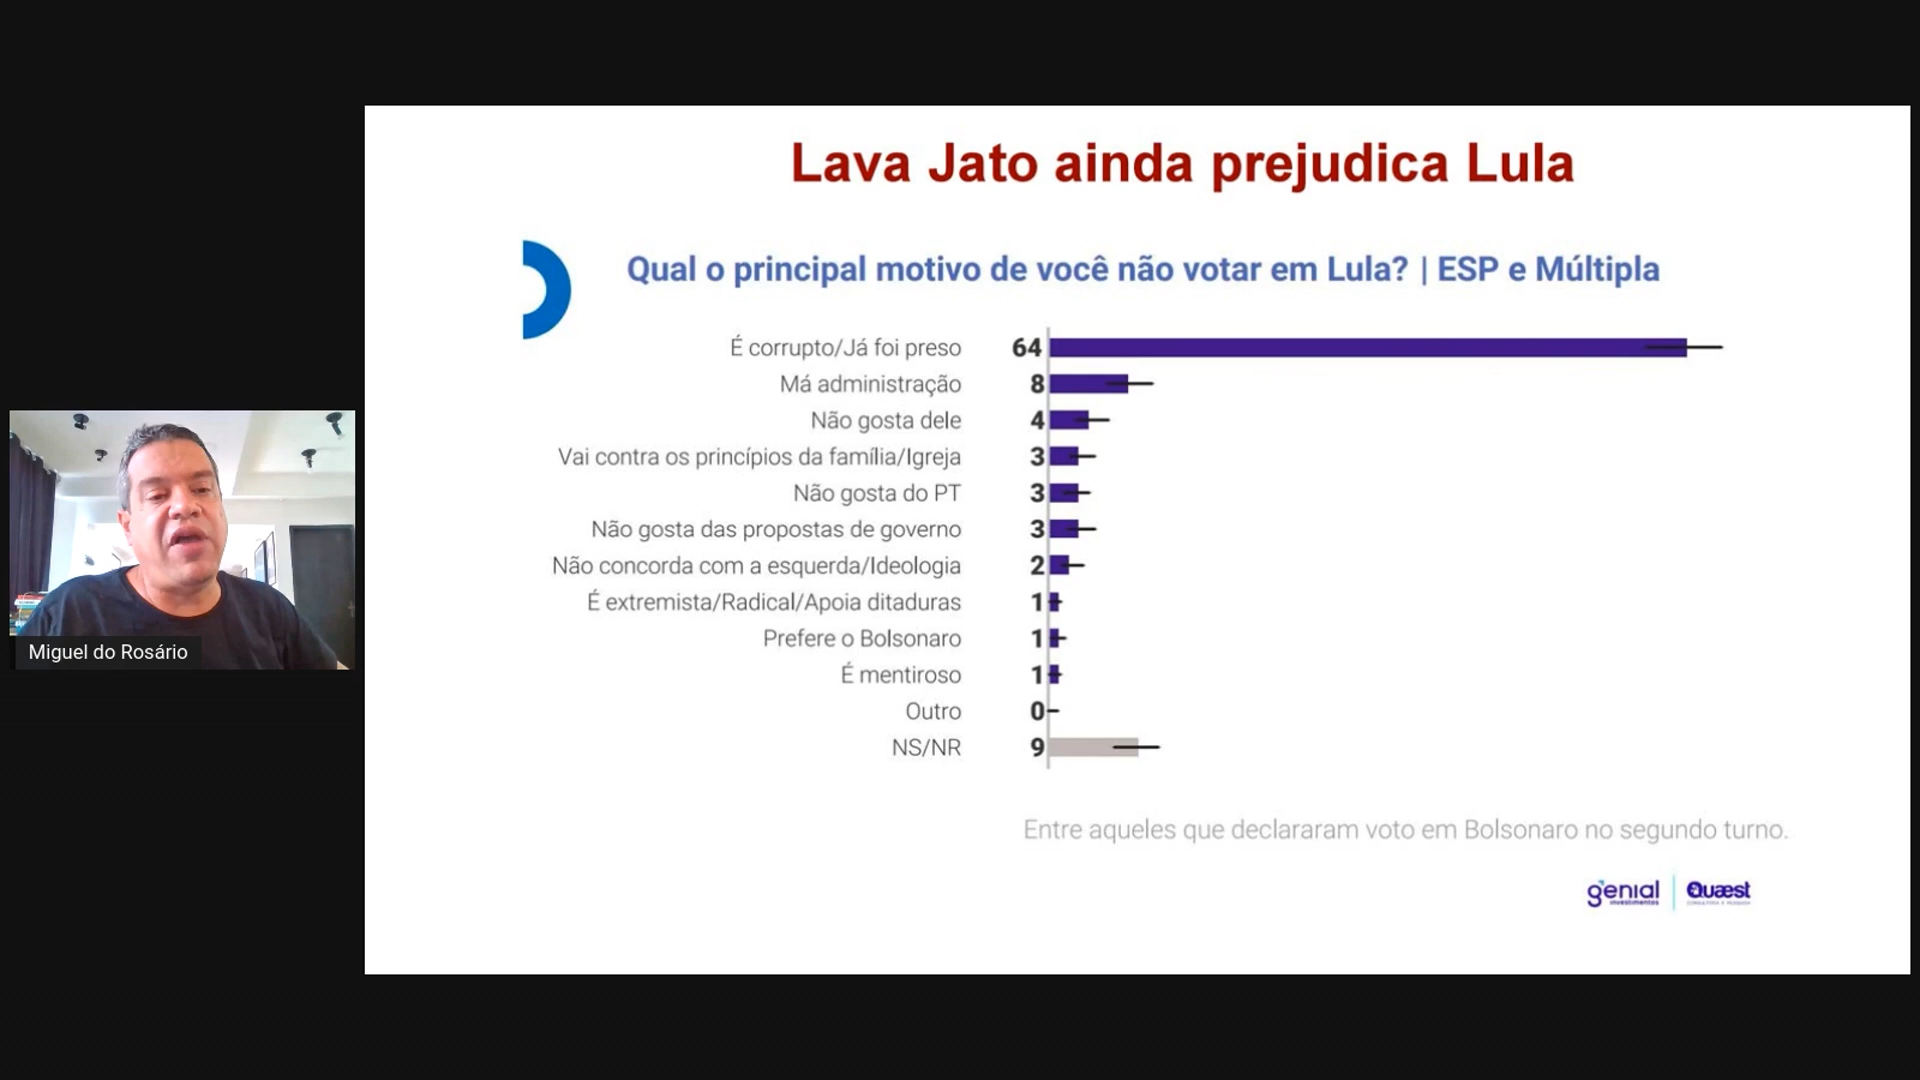 Lava Jato ainda prejudica Lula
Qual o principal motivo de você não votar em Lula? | ESP e Múltipla
É corrupto/Já foi preso 64
Má administração 8
Não gosta dele 4
Vai contra os princípios da família/Igreja 3
Não gosta do PT 3
Não gosta das propostas de governo 3
Não concorda com a esquerda/Ideologia 2
É extremista/Radical/Apoia ditaduras 1
Prefere o Bolsonaro 1
É mentiroso 1
Outro 0
NS/NR 9
Miguel do Rosário
Entre aqueles que declararam voto em Bolsonaro no segundo turno.
genial Quæst
investimentos